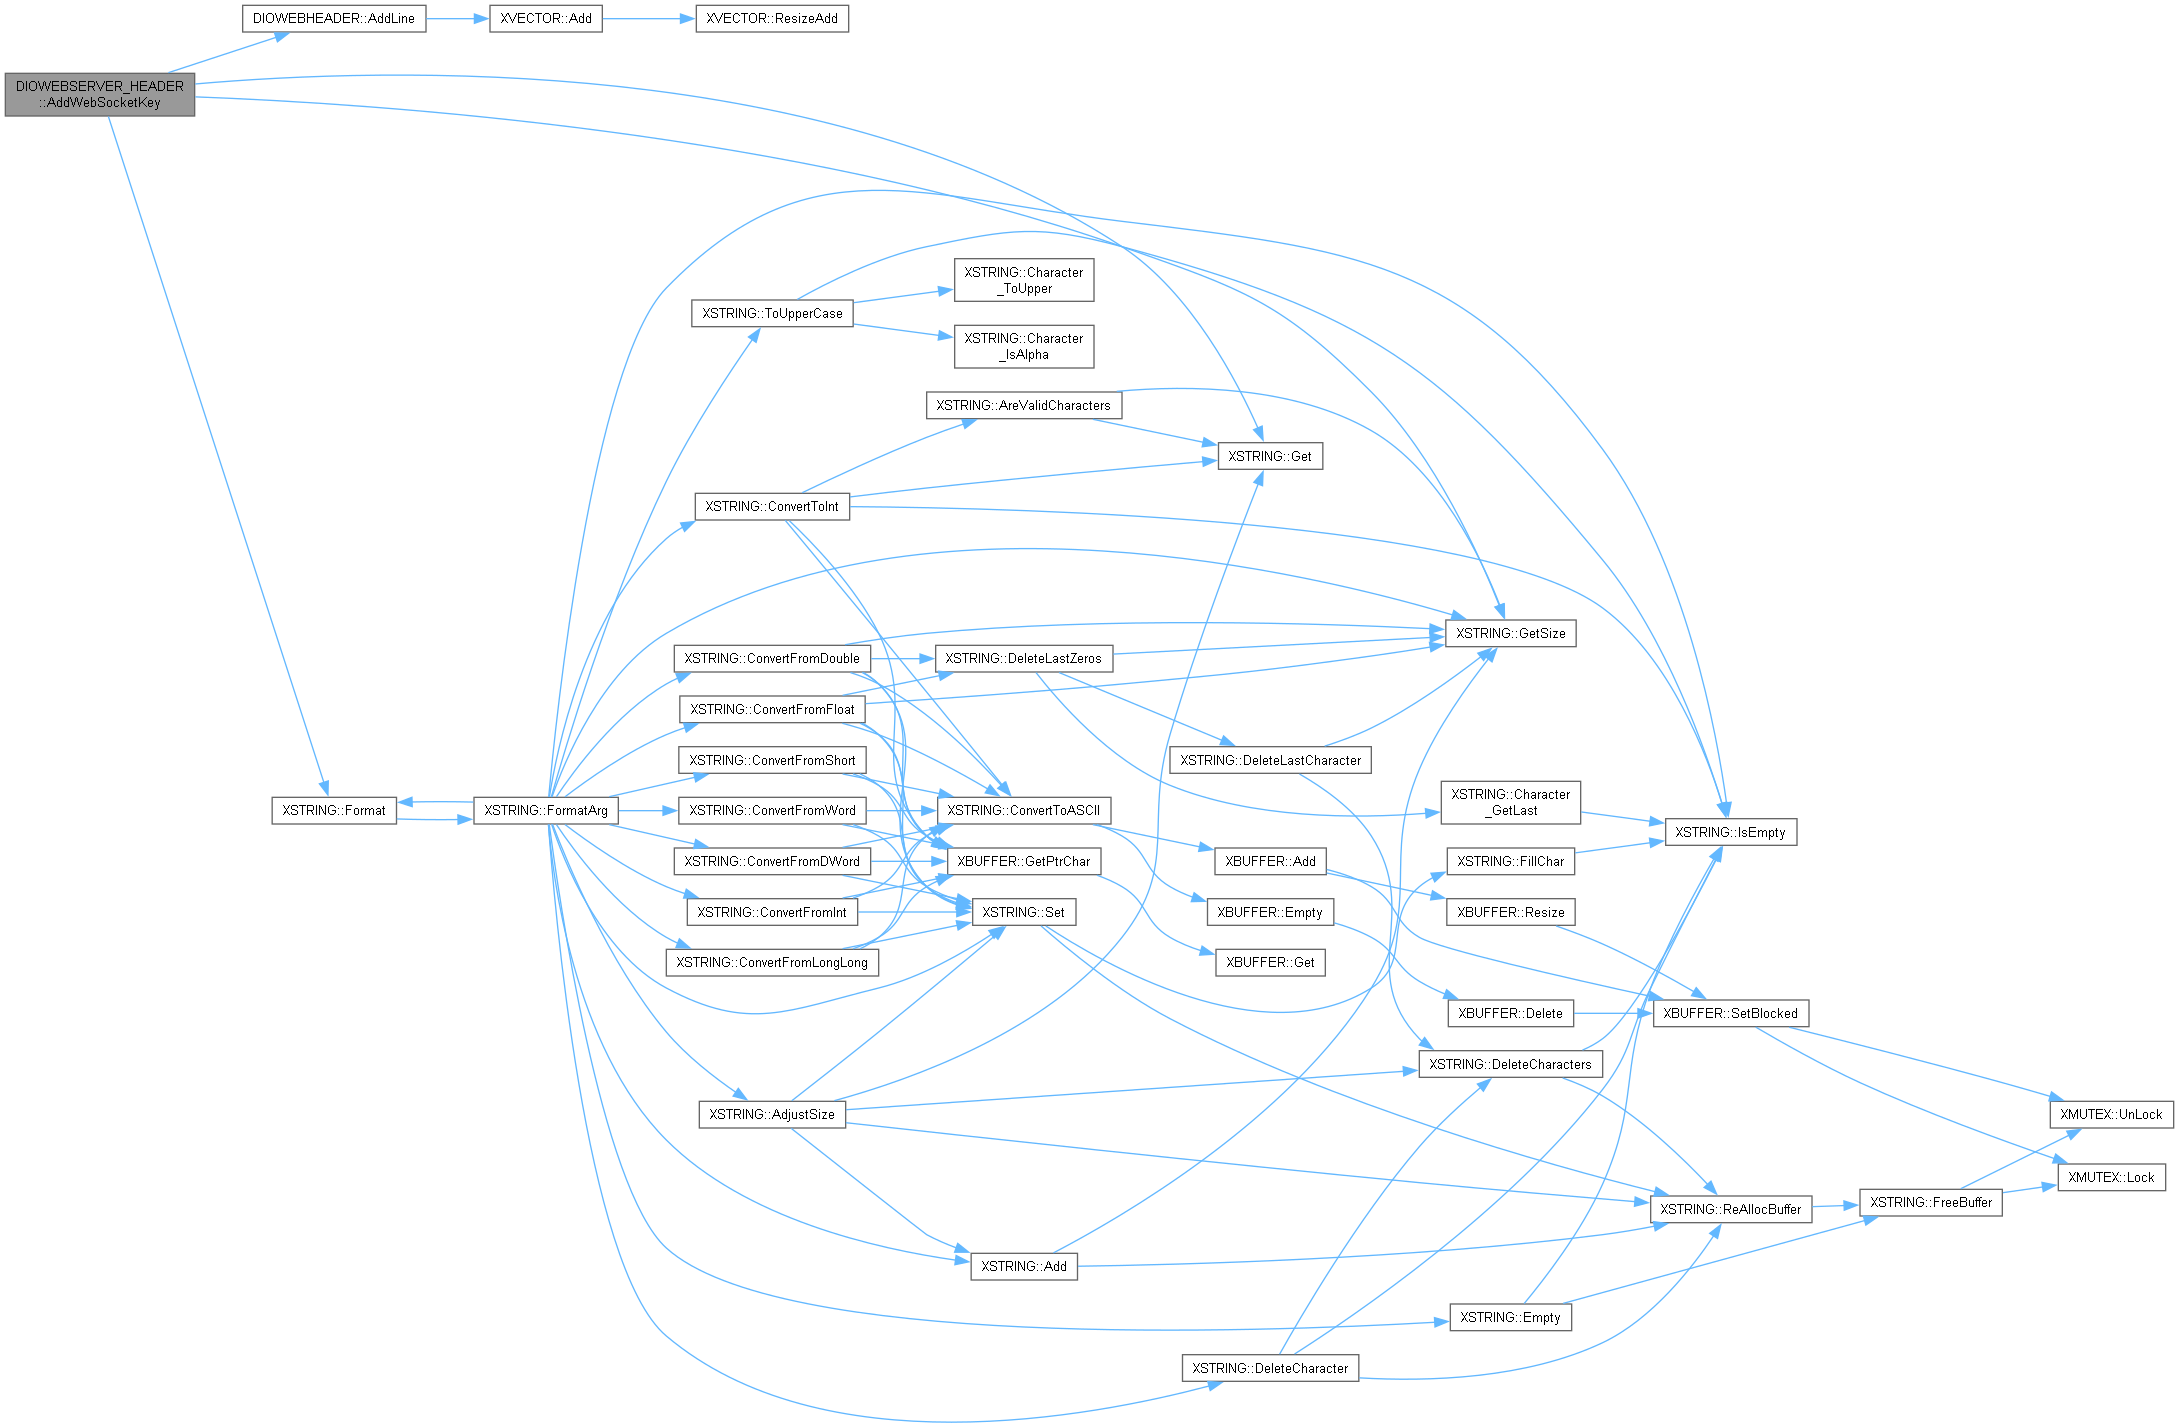 DIOWEBHEADER::AddLine
XVECTOR::Add
XVECTOR::ResizeAdd
DIOWEBSERVER_HEADER
::AddWebSocketKey
XSTRING::Character
_ToUpper
XSTRING::ToUpperCase
XSTRING::Character
_IsAlpha
XSTRING::AreValidCharacters
XSTRING::Get
XSTRING::ConvertToInt
XSTRING::GetSize
XSTRING::ConvertFromDouble
XSTRING::DeleteLastZeros
XSTRING::ConvertFromFloat
XSTRING::ConvertFromShort
XSTRING::DeleteLastCharacter
XSTRING::Character
_GetLast
XSTRING::Format
XSTRING::FormatArg
XSTRING::ConvertFromWord
XSTRING::ConvertToASCII
XSTRING::IsEmpty
XSTRING::ConvertFromDWord
XBUFFER::GetPtrChar
XBUFFER::Add
XSTRING::FillChar
XSTRING::ConvertFromInt
XSTRING::Set
XBUFFER::Empty
XBUFFER::Resize
XSTRING::ConvertFromLongLong
XBUFFER::Get
XBUFFER::Delete
XBUFFER::SetBlocked
XSTRING::DeleteCharacters
XSTRING::AdjustSize
XMUTEX::UnLock
XMUTEX::Lock
XSTRING::ReAllocBuffer
XSTRING::FreeBuffer
XSTRING::Add
XSTRING::Empty
XSTRING::DeleteCharacter